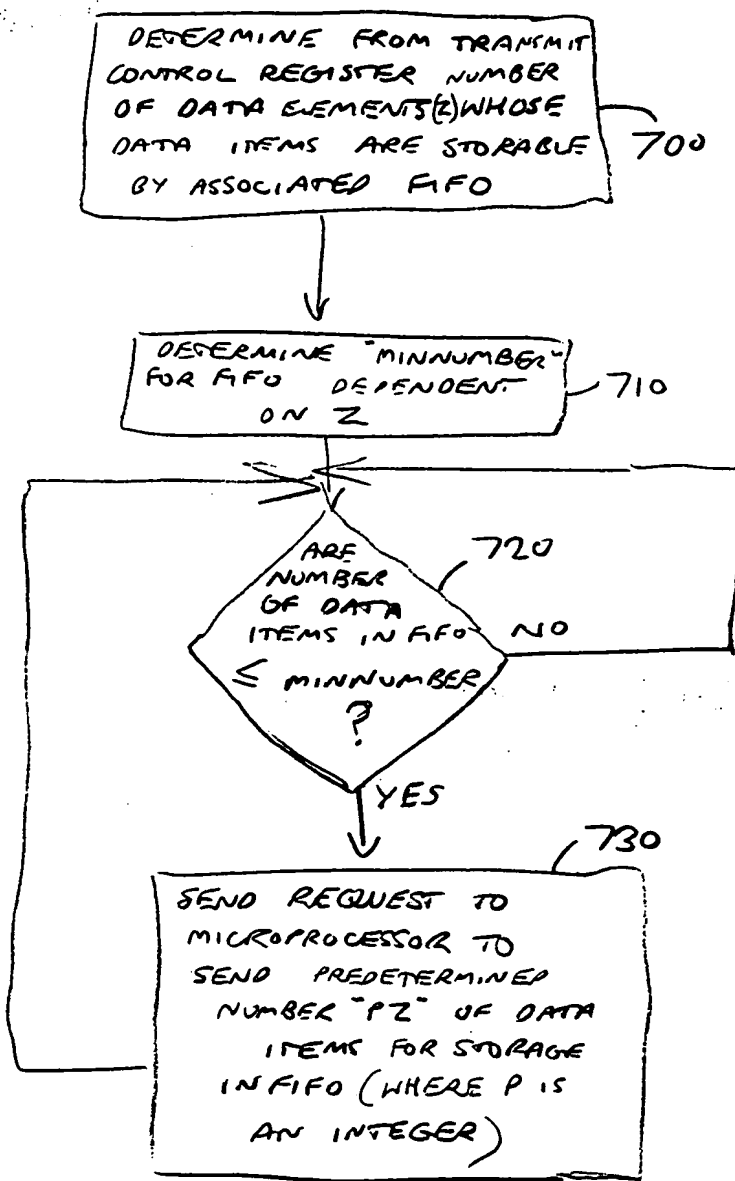 DETERMINE FROM TRANSMIT
CONTROL REGISTER NUMBER
OF DATA ELEMENTS(Z) WHOSE
DATA ITEMS ARE STORABLE
BY ASSOCIATED FIFO
700
DETERMINE "MINNUMBER"
FOR FIFO DEPENDENT
ON Z
710
ARE
NUMBER
OF DATA
ITEMS IN FIFO
≤ MINNUMBER
?
720
NO
YES
730
SEND REQUEST TO
MICROPROCESSOR TO
SEND PREDETERMINED
NUMBER "PZ" OF DATA
ITEMS FOR STORAGE
IN FIFO (WHERE P IS
AN INTEGER)